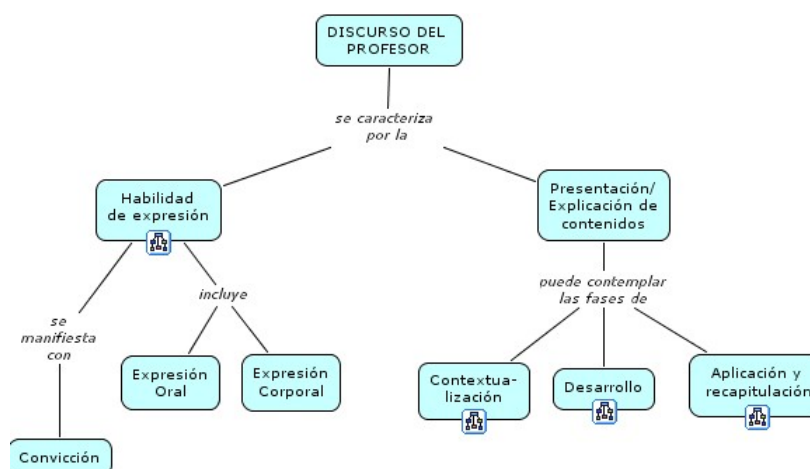 DISCURSO DEL
PROFESOR
se caracteriza
por la
Habilidad
de expresión
Presentación/
Explicación de
contenidos
se
manifiesta
con
incluye
puede contemplar
las fases de
Expresión
Oral
Expresión
Corporal
Contextua-
lización
Desarrollo
Aplicación y
recapitulación
Convicción